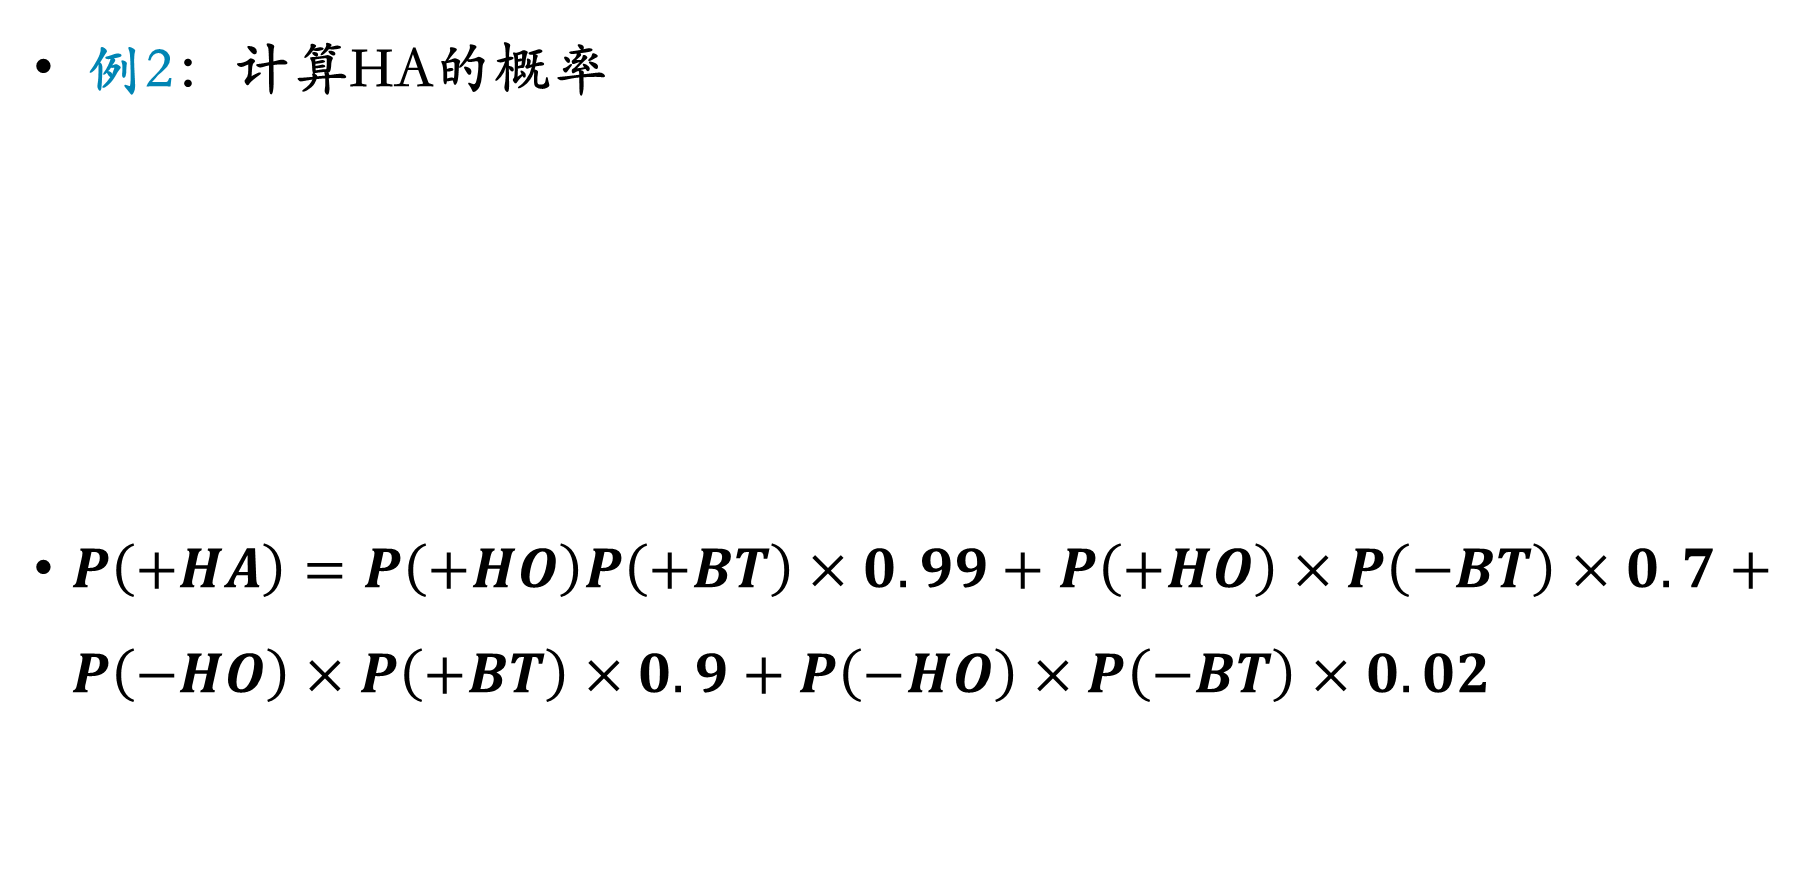 • 例2：计算HA的概率
• P(+HA) = P(+HO)P(+BT) × 0.99 + P(+HO) × P(−BT) × 0.7 +
P(−HO) × P(+BT) × 0.9 + P(−HO) × P(−BT) × 0.02